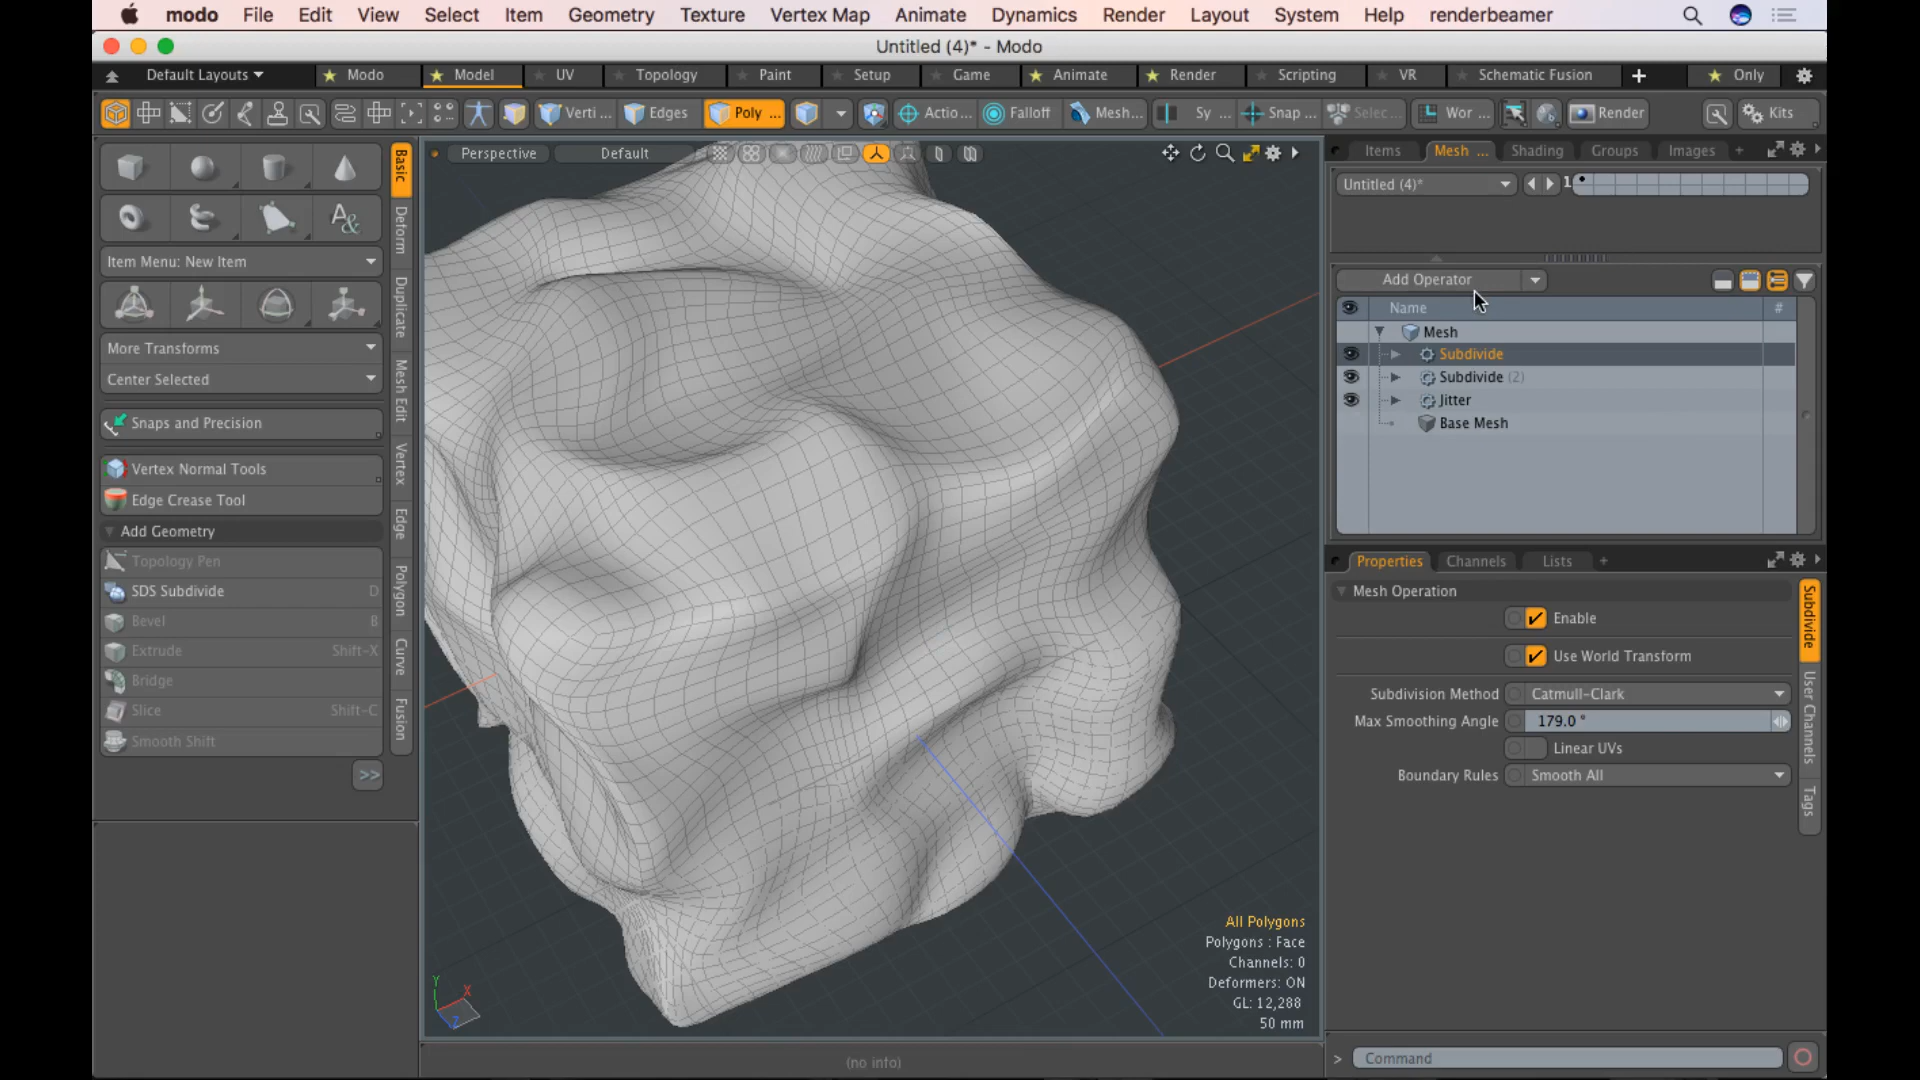 modo File Edit View Select Item Geometry Texture Vertex Map Animate Dynamics Render Layout System Help renderbeamer
Untitled (4)* - Modo
Default Layouts Modo Model UV Topology Paint Setup Game Animate Render Scripting VR Schematic Fusion + Only
Verti ... Edges Poly ... Actio... Falloff Mesh... Sy ... Snap ... Selec... Wor ... Render Kits
Perspective Default
Items Mesh ... Shading Groups Images +
Untitled (4)* 1
Basic
Deform
Duplicate
Mesh Edit
Vertex
Edge
Polygon
Curve
Fusion
A&
Item Menu: New Item
More Transforms
Center Selected
Snaps and Precision
Vertex Normal Tools
Edge Crease Tool
Add Geometry
Topology Pen
SDS Subdivide D
Bevel B
Extrude Shift-X
Bridge
Slice Shift-C
Smooth Shift
>>
Add Operator
Name #
Mesh
Subdivide
Subdivide (2)
Jitter
Base Mesh
Properties Channels Lists +
Mesh Operation
Enable
Use World Transform
Subdivision Method Catmull-Clark
Max Smoothing Angle 179.0 °
Linear UVs
Boundary Rules Smooth All
Subdivide
User Channels
Tags
All Polygons
Polygons : Face
Channels: 0
Deformers: ON
GL: 12,288
50 mm
Y
X
Z
(no info)
> Command